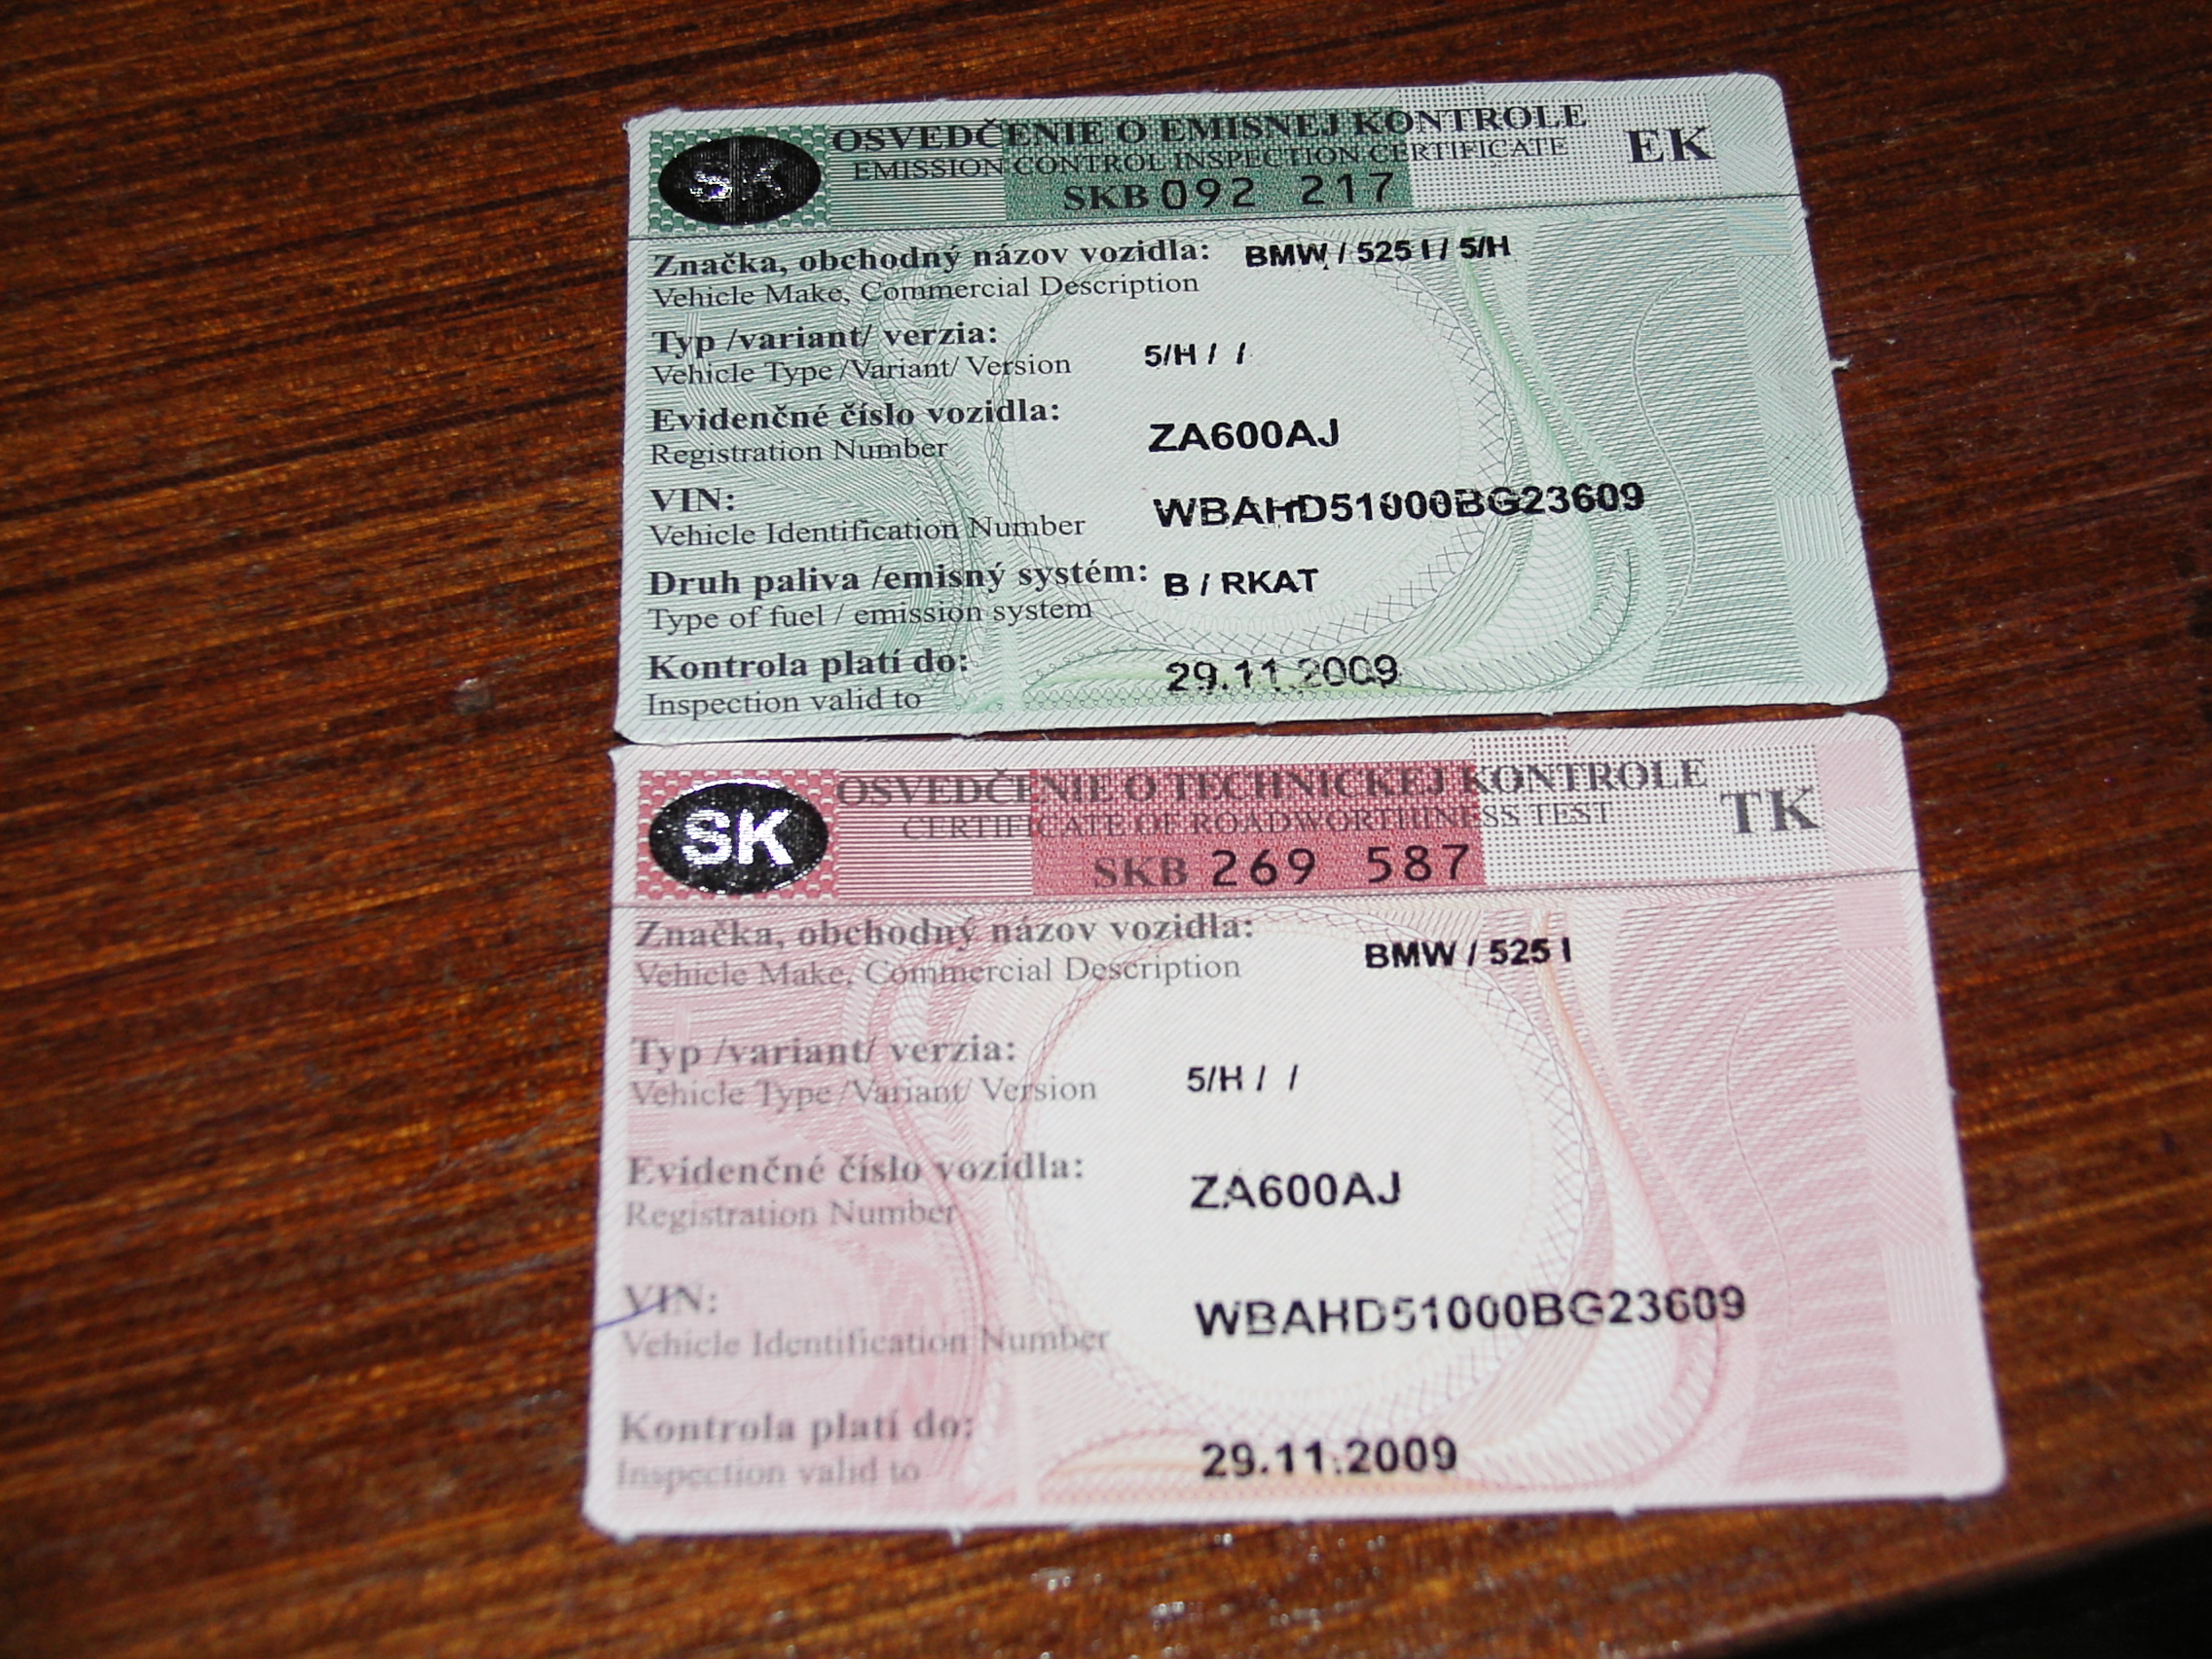 SK OSVEDČENIE O EMISNEJ KONTROLE EK
EMISSION CONTROL INSPECTION CERTIFICATE
SKB 092 217
Značka, obchodný názov vozidla: BMW / 525 I / 5/H
Vehicle Make, Commercial Description
Typ /variant/ verzia: 5/H / /
Vehicle Type /Variant/ Version
Evidenčné číslo vozidla: ZA600AJ
Registration Number
VIN: WBAHD51000BG23609
Vehicle Identification Number
Druh paliva /emisný systém: B / RKAT
Type of fuel / emission system
Kontrola platí do: 29.11.2009
Inspection valid to
SK OSVEDČENIE O TECHNICKEJ KONTROLE TK
CERTIFICATE OF ROADWORTHINESS TEST
SKB 269 587
Značka, obchodný názov vozidla: BMW / 525 I
Vehicle Make, Commercial Description
Typ /variant/ verzia: 5/H / /
Vehicle Type /Variant/ Version
Evidenčné číslo vozidla: ZA600AJ
Registration Number
VIN: WBAHD51000BG23609
Vehicle Identification Number
Kontrola platí do: 29.11.2009
Inspection valid to